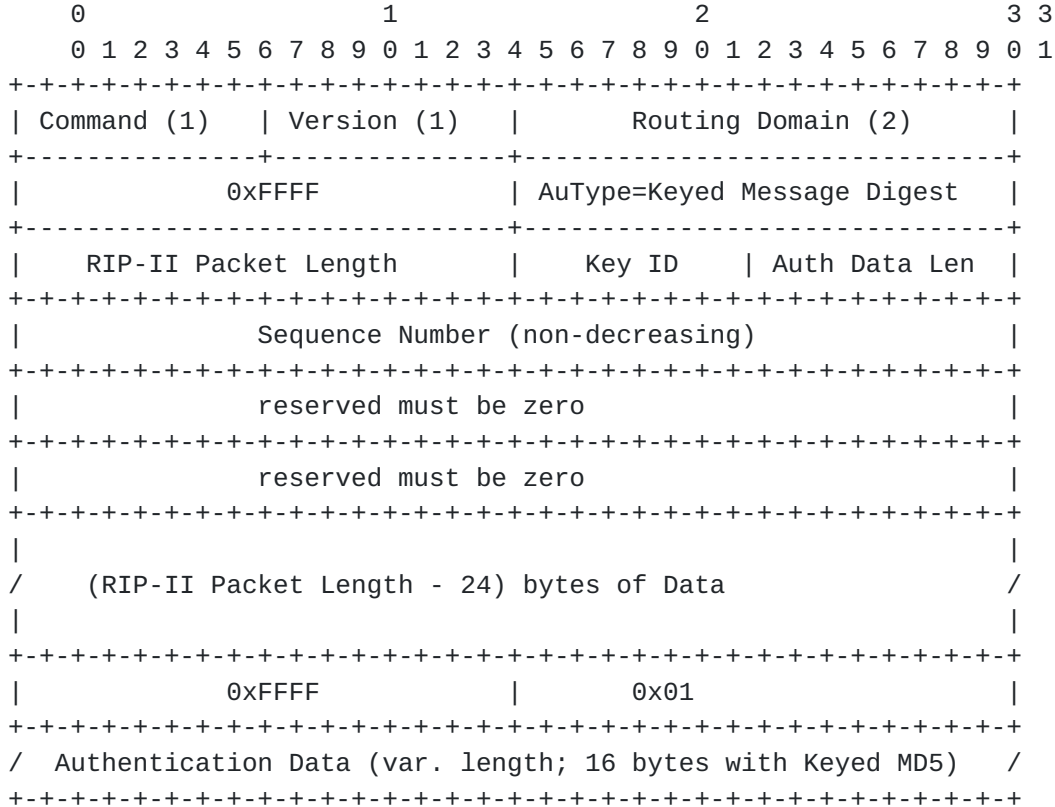 0                   1                   2                   3 3
    0 1 2 3 4 5 6 7 8 9 0 1 2 3 4 5 6 7 8 9 0 1 2 3 4 5 6 7 8 9 0 1
+-+-+-+-+-+-+-+-+-+-+-+-+-+-+-+-+-+-+-+-+-+-+-+-+-+-+-+-+-+-+-+-+
| Command (1)   | Version (1)   |       Routing Domain (2)      |
+---------------+---------------+-------------------------------+
|             0xFFFF            | AuType=Keyed Message Digest   |
+-------------------------------+-------------------------------+
|    RIP-II Packet Length       |    Key ID    | Auth Data Len  |
+-+-+-+-+-+-+-+-+-+-+-+-+-+-+-+-+-+-+-+-+-+-+-+-+-+-+-+-+-+-+-+-+
|               Sequence Number (non-decreasing)                |
+-+-+-+-+-+-+-+-+-+-+-+-+-+-+-+-+-+-+-+-+-+-+-+-+-+-+-+-+-+-+-+-+
|               reserved must be zero                           |
+-+-+-+-+-+-+-+-+-+-+-+-+-+-+-+-+-+-+-+-+-+-+-+-+-+-+-+-+-+-+-+-+
|               reserved must be zero                           |
+-+-+-+-+-+-+-+-+-+-+-+-+-+-+-+-+-+-+-+-+-+-+-+-+-+-+-+-+-+-+-+-+
|                                                               |
/    (RIP-II Packet Length - 24) bytes of Data                  /
|                                                               |
+-+-+-+-+-+-+-+-+-+-+-+-+-+-+-+-+-+-+-+-+-+-+-+-+-+-+-+-+-+-+-+-+
|             0xFFFF            |       0x01                    |
+-+-+-+-+-+-+-+-+-+-+-+-+-+-+-+-+-+-+-+-+-+-+-+-+-+-+-+-+-+-+-+-+
/  Authentication Data (var. length; 16 bytes with Keyed MD5)   /
+-+-+-+-+-+-+-+-+-+-+-+-+-+-+-+-+-+-+-+-+-+-+-+-+-+-+-+-+-+-+-+-+